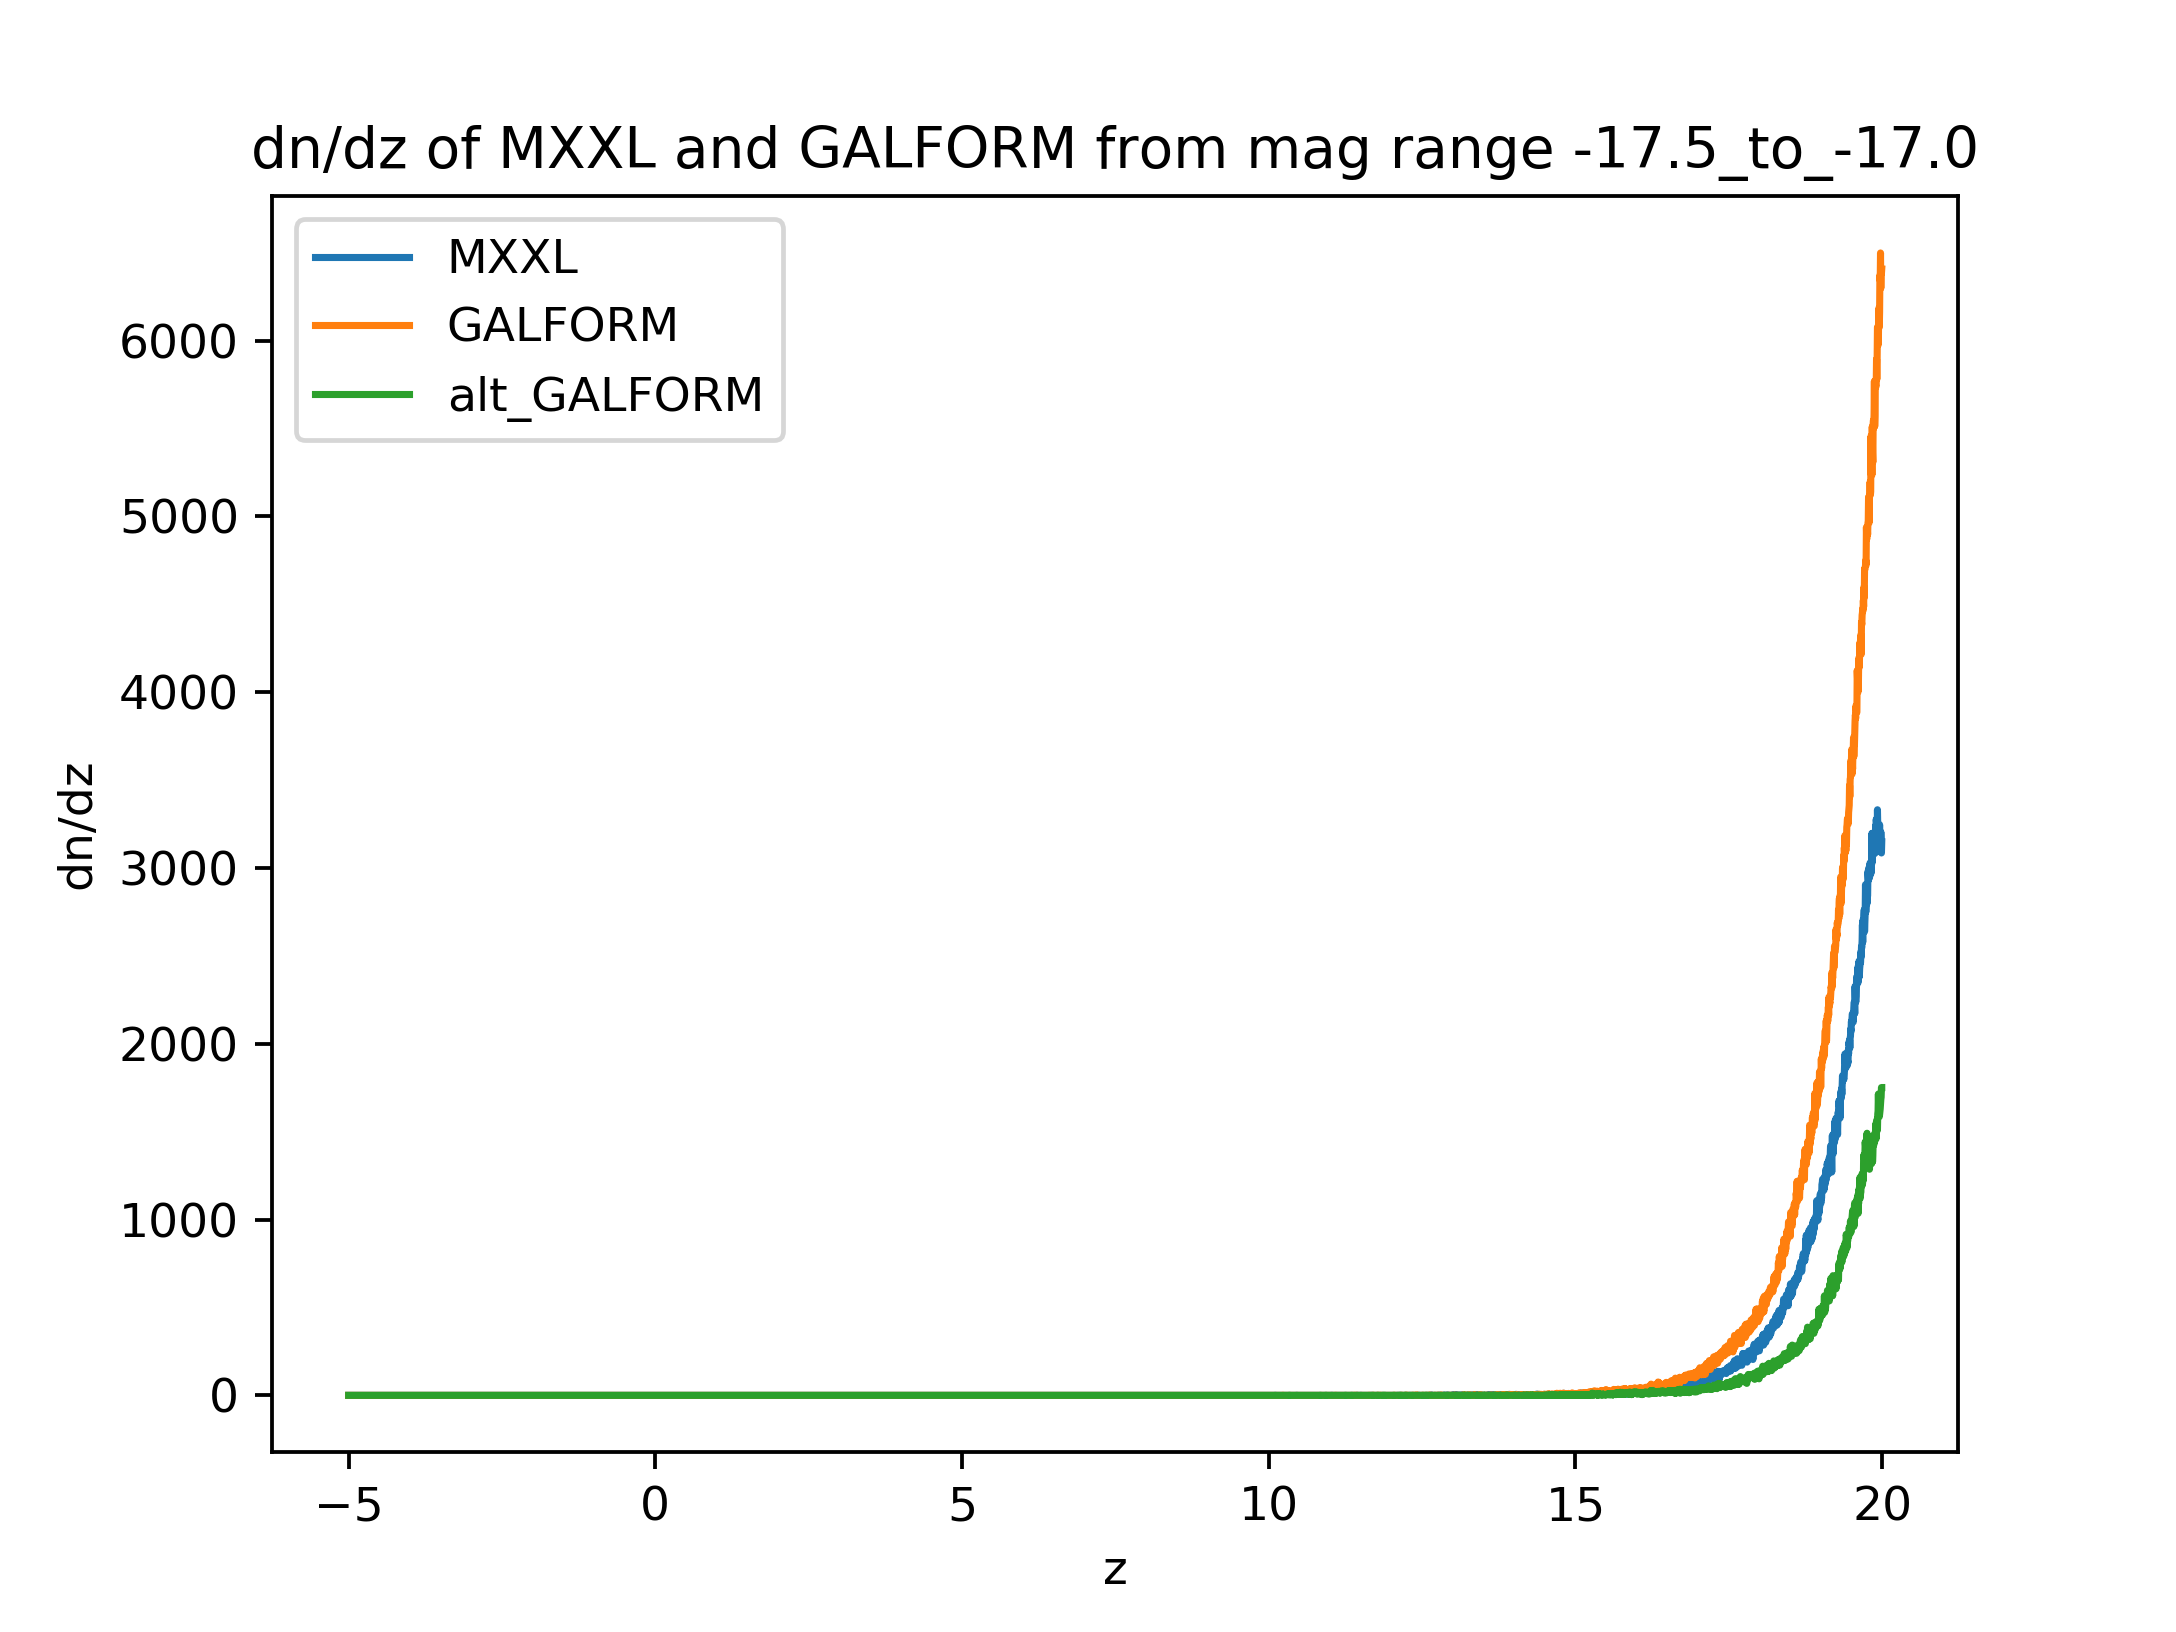 dn/dz of MXXL and GALFORM from mag range -17.5_to_-17.0
MXXL
GALFORM
alt_GALFORM
6000
5000
4000
3000
2000
1000
0
dn/dz
−5
0
5
10
15
20
z